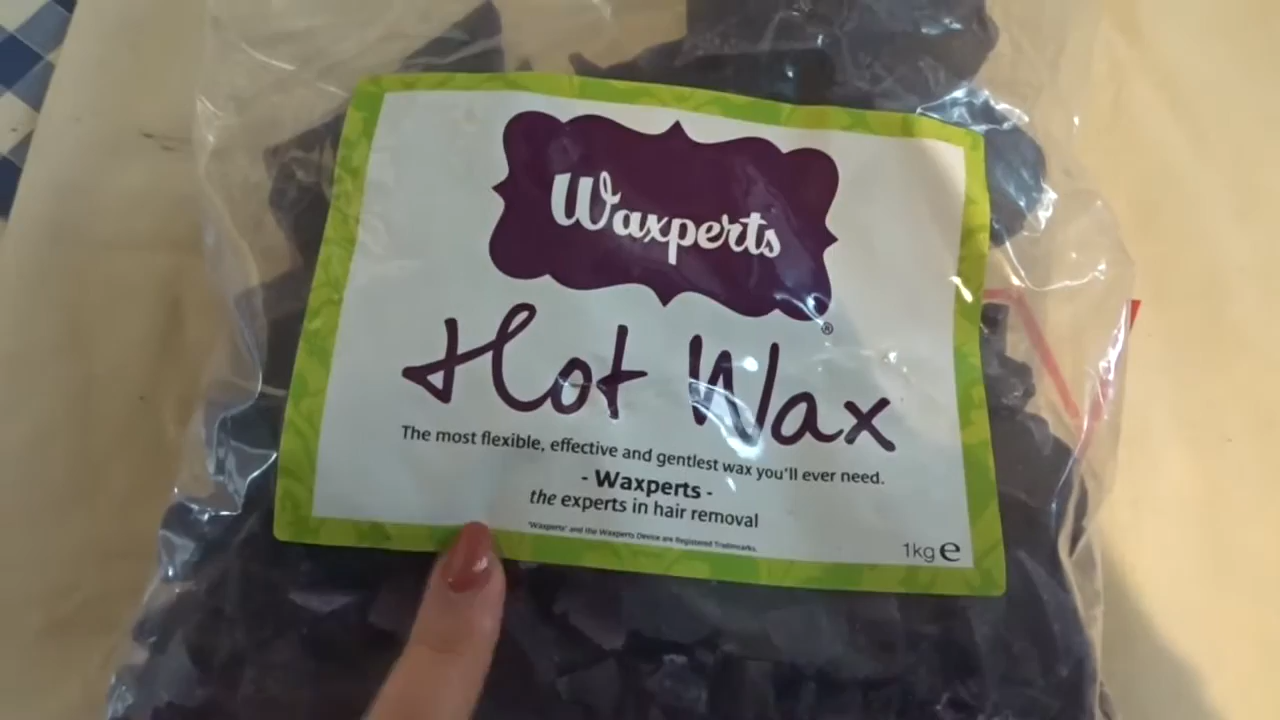 Waxperts
®
Hot Wax
The most flexible, effective and gentlest wax you'll ever need.
- Waxperts -
the experts in hair removal
'Waxperts' and the Waxperts Device are Registered Trademarks.
1kg ℮